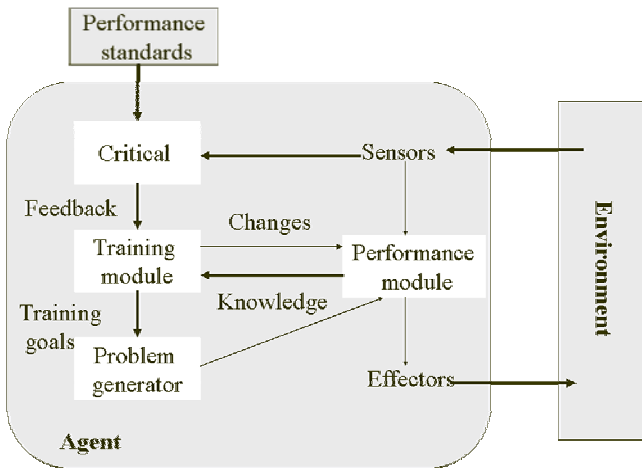 Performance
standards
Critical
Sensors
Feedback
Changes
Training
module
Performance
module
Knowledge
Training
goals
Problem
generator
Effectors
Agent
Environment